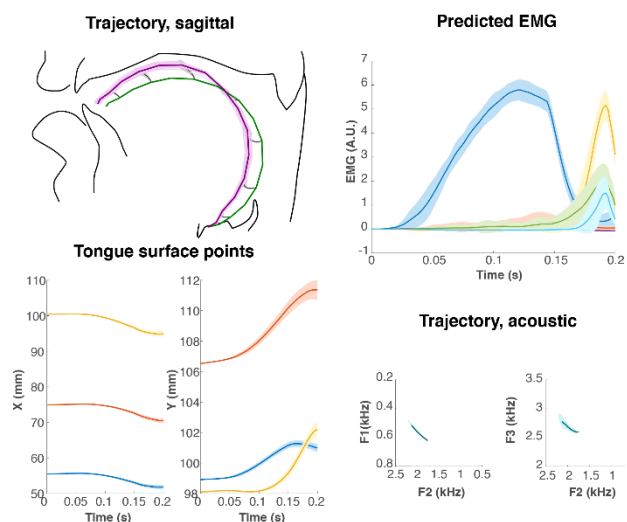 Trajectory, sagittal
Predicted EMG
EMG (A.U.)
7
6
5
4
3
2
1
0
-1
0 0.05 0.1 0.15 0.2
Time (s)
Tongue surface points
X (mm)
110
100
90
80
70
60
50
0 0.05 0.1 0.15 0.2
Time (s)
Y (mm)
112
110
108
106
104
102
100
98
0 0.05 0.1 0.15 0.2
Time (s)
Trajectory, acoustic
F1(kHz)
0.2
0.4
0.6
0.8
2.5 2 1.5 1 0.5
F2 (kHz)
F3 (kHz)
3.5
3
2.5
2
2.5 2 1.5 1
F2 (kHz)